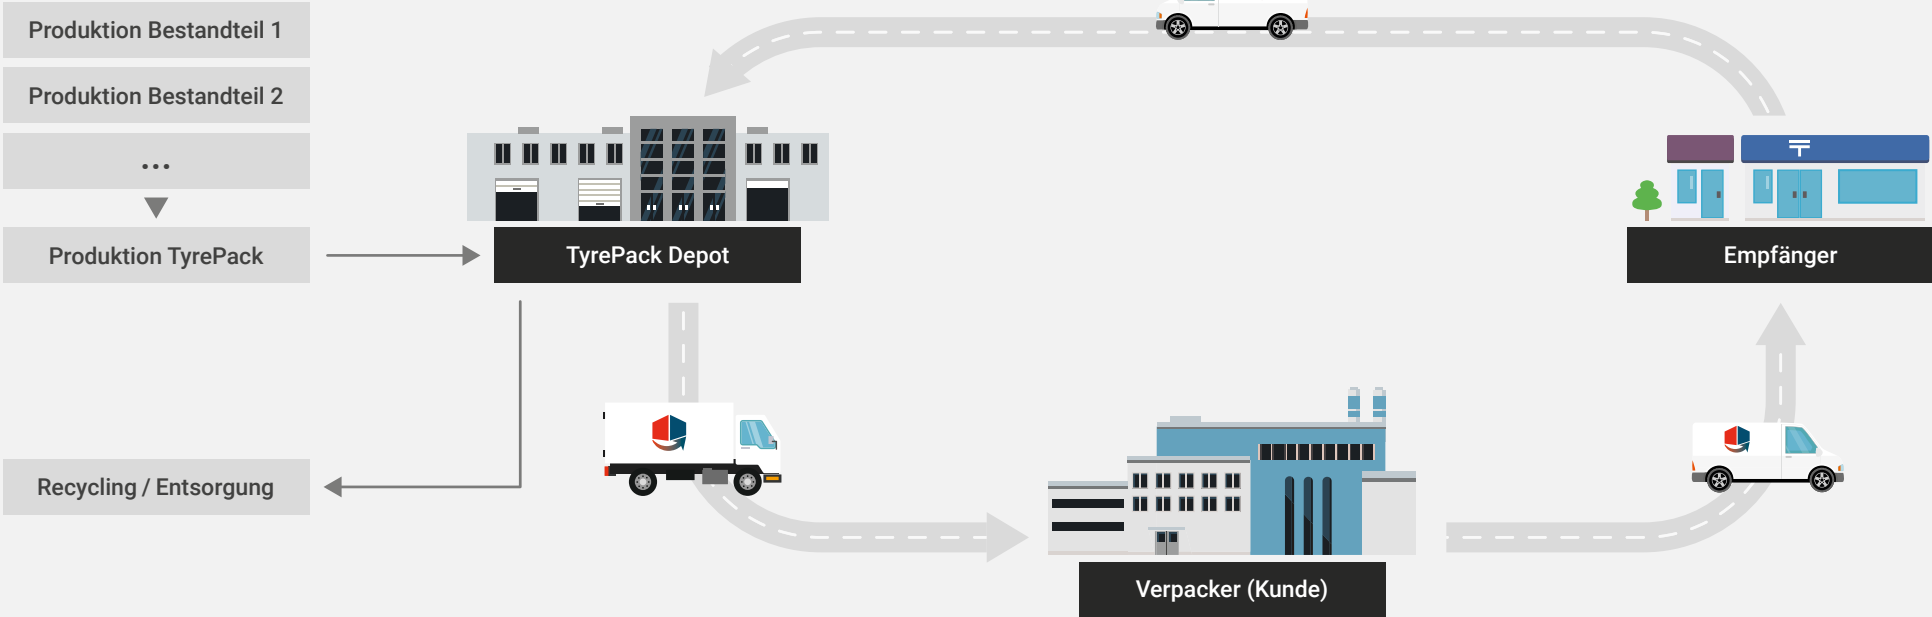 Produktion Bestandteil 1
Produktion Bestandteil 2
...
Produktion TyrePack
TyrePack Depot
Empfänger
Recycling / Entsorgung
Verpacker (Kunde)